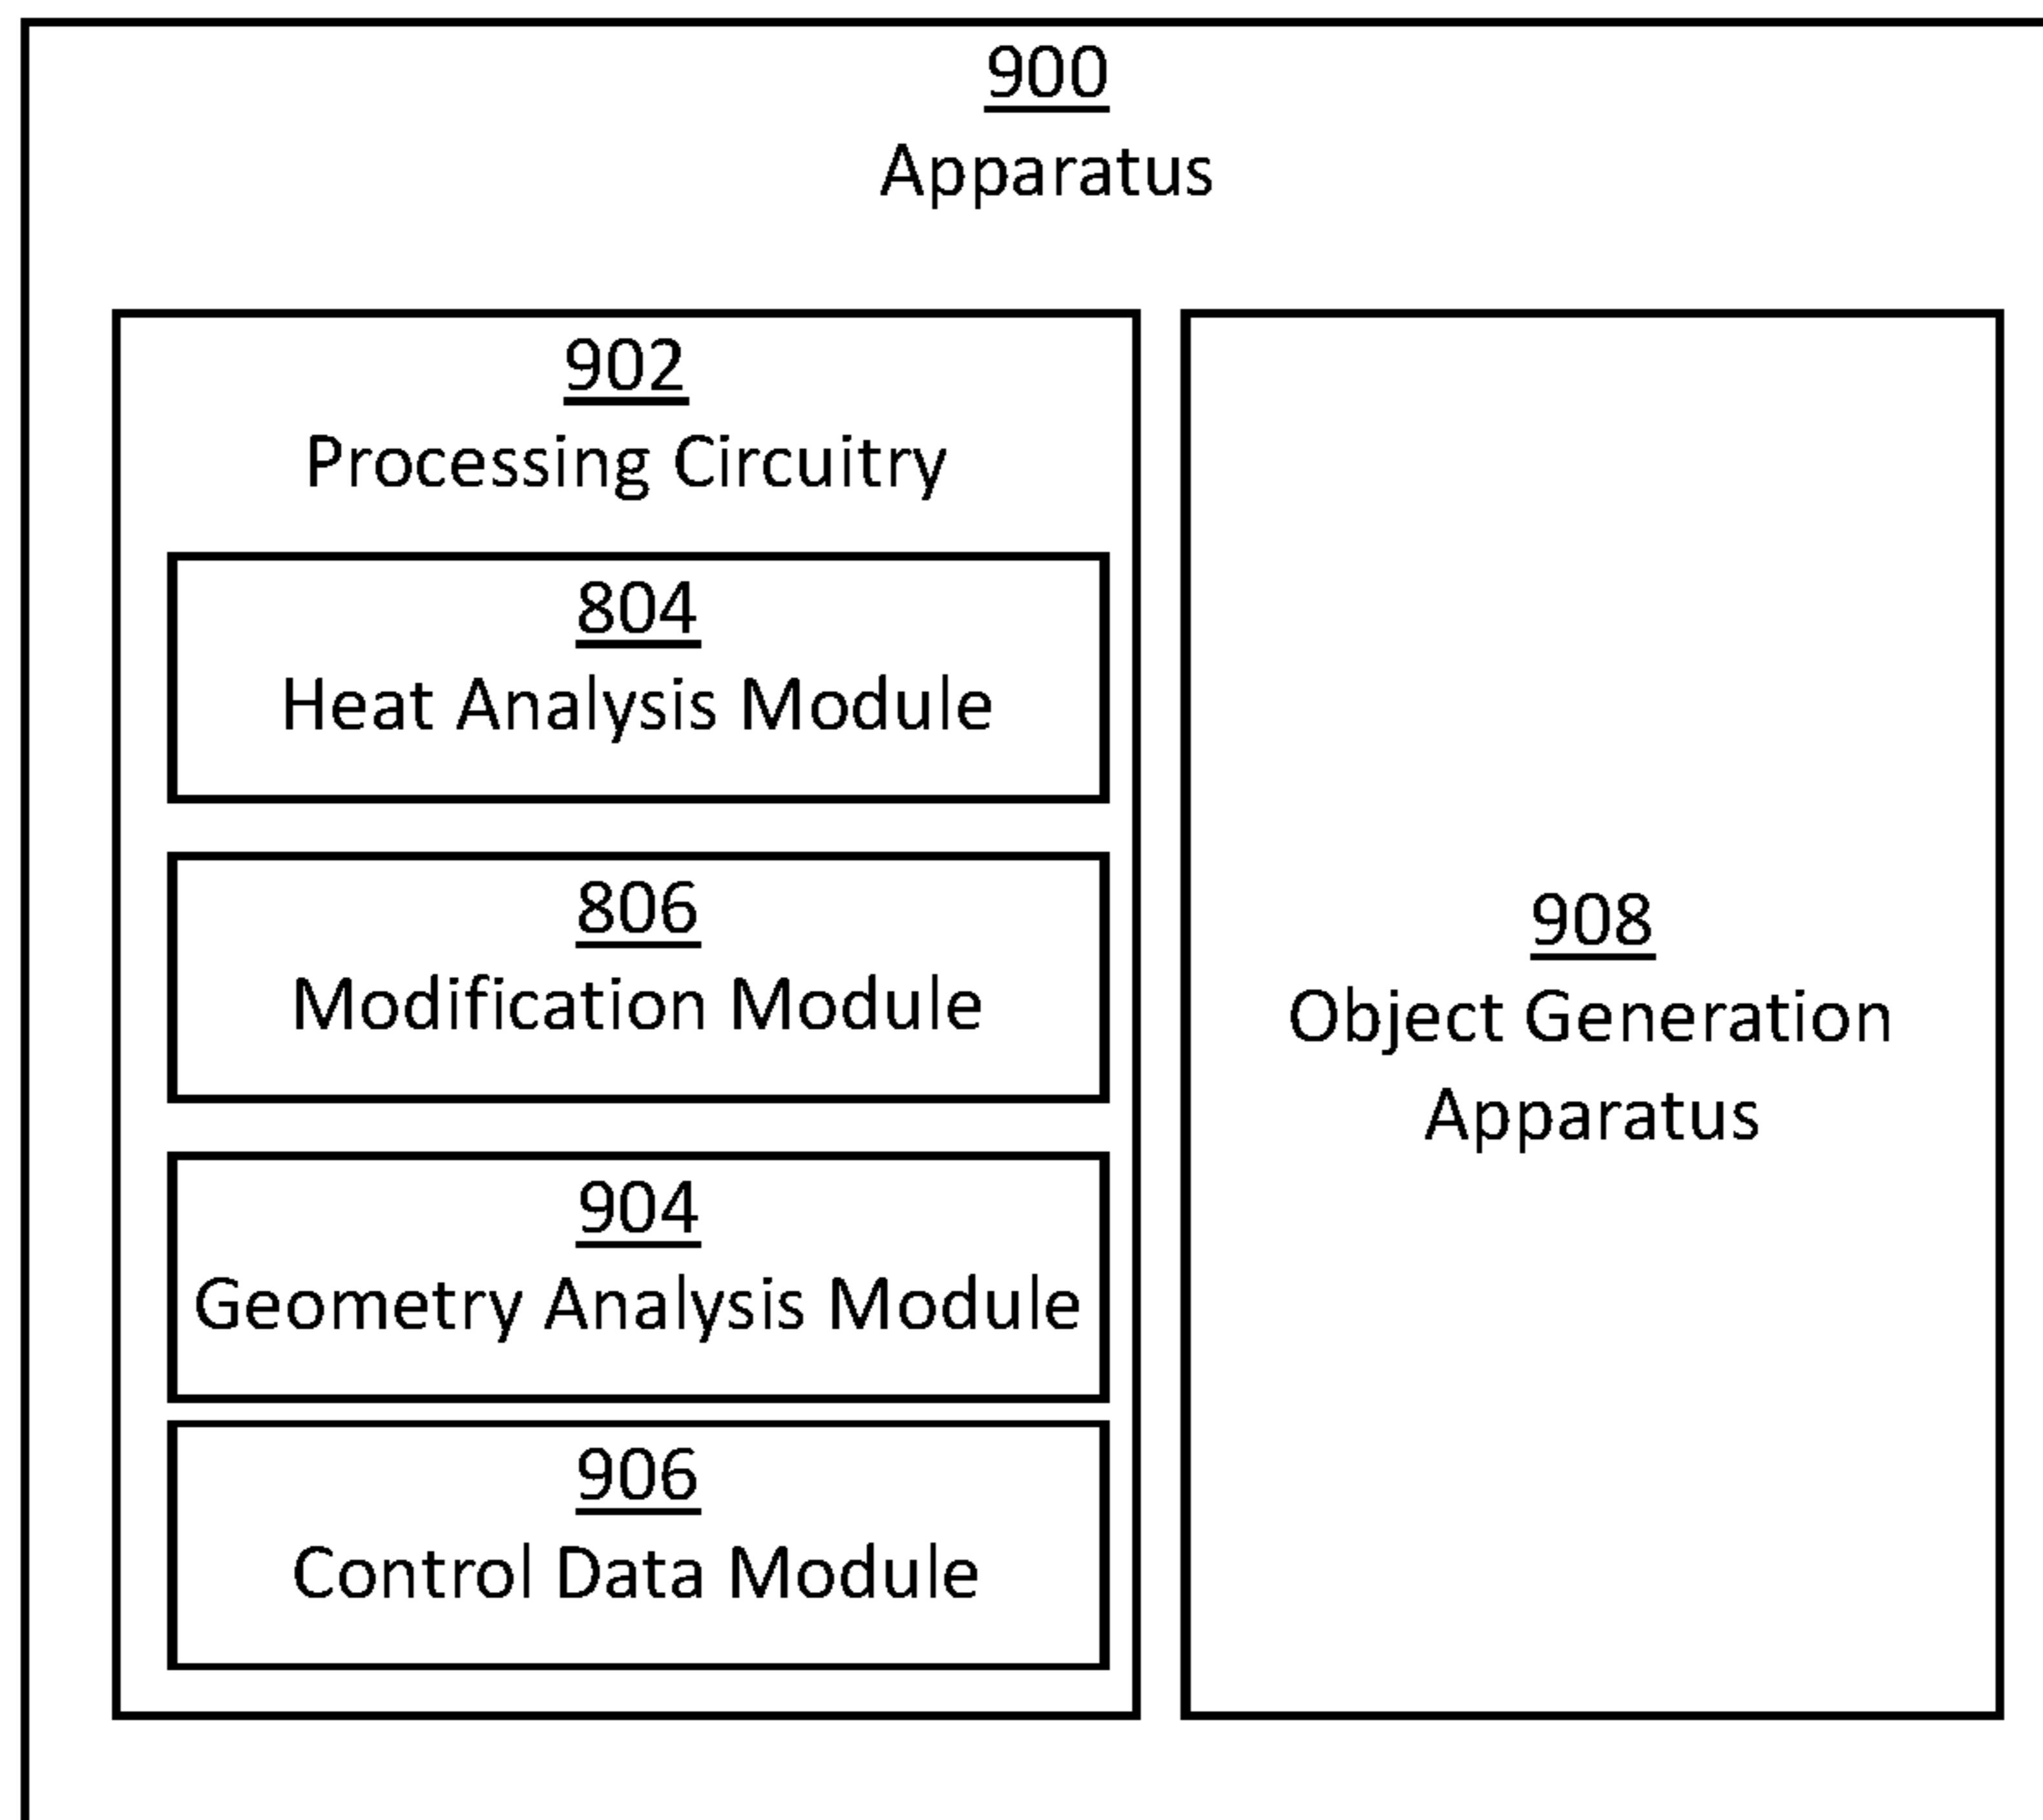 900
Apparatus
902
Processing Circuitry
804
Heat Analysis Module
806
Modification Module
904
Geometry Analysis Module
906
Control Data Module
908
Object Generation
Apparatus